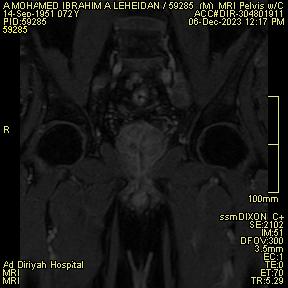 A MOHAMED IBRAHIM A LEHEIDAN / 59285 (M) MRI Pelvis w/C
14-Sep-1951 072Y
ACC#DIR-304801911
PID:59285
06-Dec-2023 12:17 PM
59285
R
100mm
ssmDIXON C+
SE:2102
IM:51
DFOV:300
3.5mm
Ad Diriyah Hospital
EC:1
MRI
TE:0
MRI
ET:70
TR:5.29